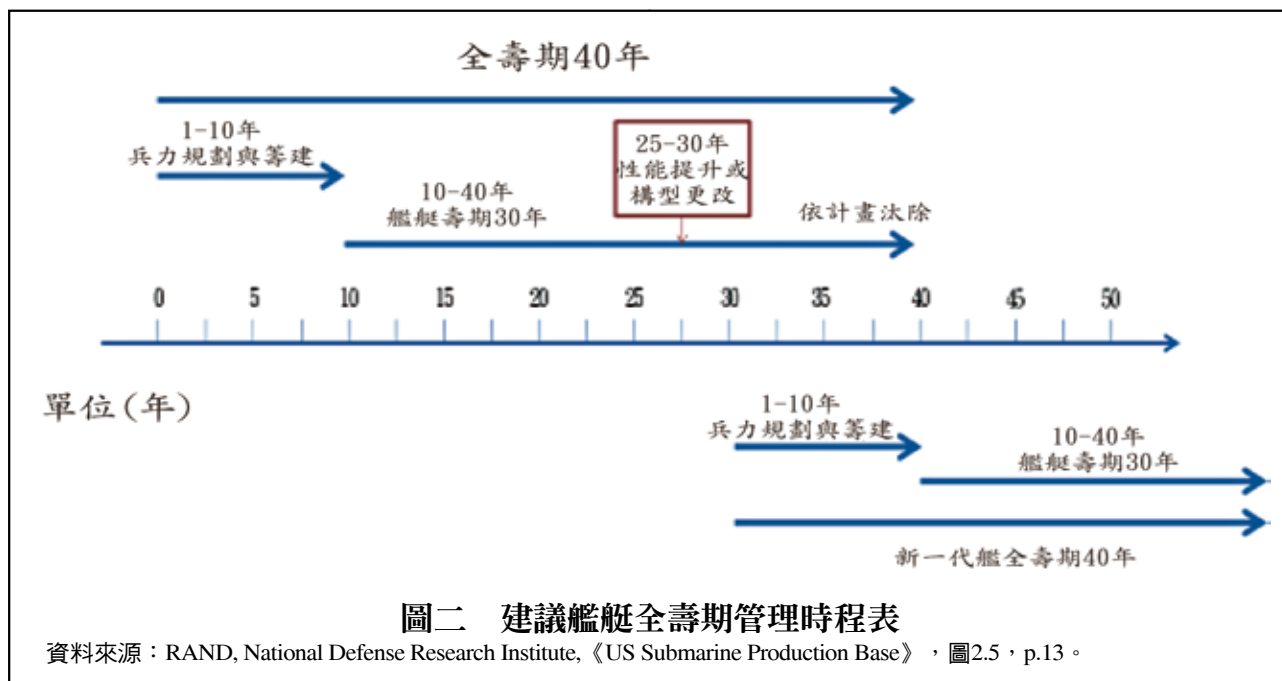 全壽期40年
1-10年
兵力規劃與籌建
25-30年
性能提升或
構型更改
10-40年
艦艇壽期30年
依計畫汰除
0 5 10 15 20 25 30 35 40 45 50
單位(年)
1-10年
兵力規劃與籌建
10-40年
艦艇壽期30年
新一代艦全壽期40年
圖二 建議艦艇全壽期管理時程表
資料來源：RAND, National Defense Research Institute,《US Submarine Production Base》，圖2.5，p.13。